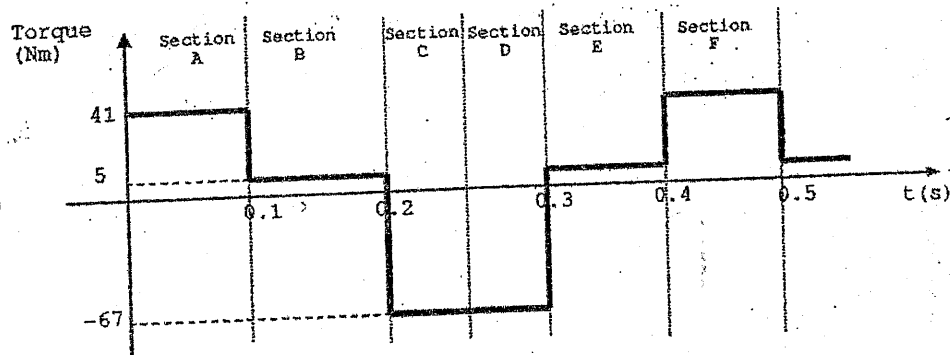 Torque
(Nm)
Section
A
Section
B
Section
C
Section
D
Section
E
Section
F
41
5
-67
0.1
0.2
0.3
0.4
0.5
t(s)